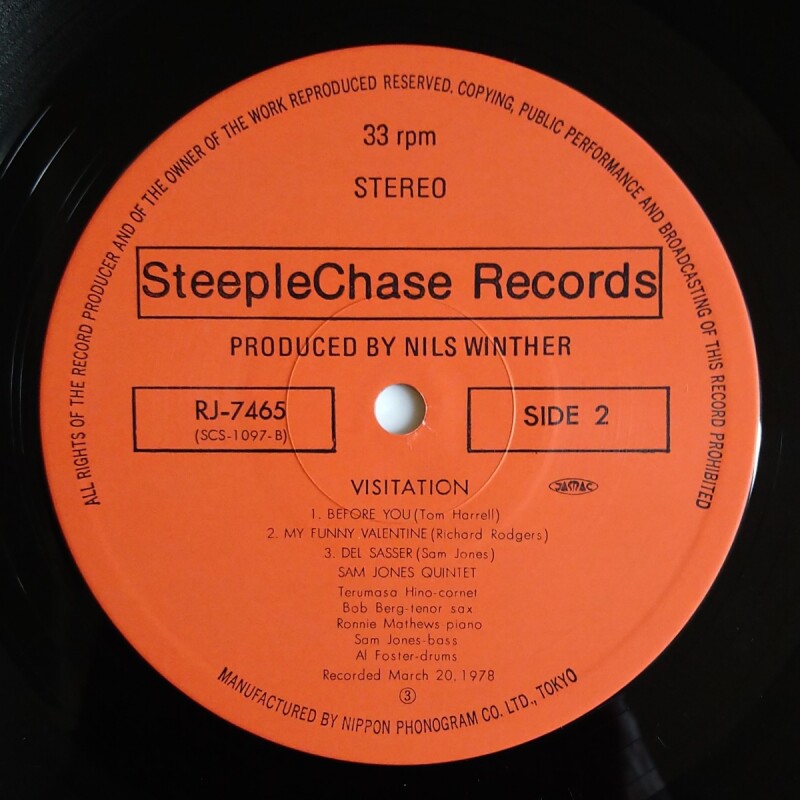 ALL RIGHTS OF THE RECORD PRODUCER AND OF THE OWNER OF THE WORK REPRODUCED RESERVED. COPYING, PUBLIC PERFORMANCE AND BROADCASTING OF THIS RECORD PROHIBITED
33 rpm
STEREO
SteepleChase Records
PRODUCED BY NILS WINTHER
RJ-7465
(SCS-1097-B)
SIDE 2
VISITATION
JASRAC
1. BEFORE YOU (Tom Harrell)
2. MY FUNNY VALENTINE (Richard Rodgers)
3. DEL SASSER (Sam Jones)
SAM JONES QUINTET
Terumasa Hino-cornet
Bob Berg-tenor sax
Ronnie Mathews-piano
Sam Jones-bass
Al Foster-drums
Recorded March 20, 1978
③
MANUFACTURED BY NIPPON PHONOGRAM CO. LTD., TOKYO